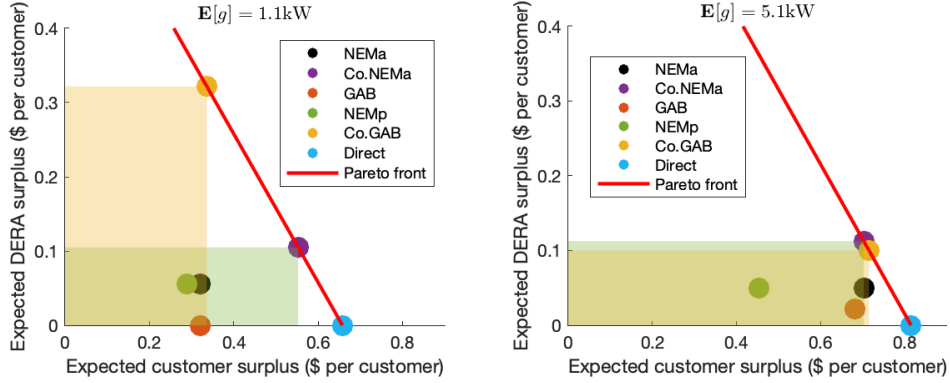 E[g] = 1.1kW
Expected DERA surplus ($ per customer)
0.4
0.3
0.2
0.1
0
NEMa
Co.NEMa
GAB
NEMp
Co.GAB
Direct
Pareto front
0 0.2 0.4 0.6 0.8
Expected customer surplus ($ per customer)
E[g] = 5.1kW
Expected DERA surplus ($ per customer)
0.4
0.3
0.2
0.1
0
NEMa
Co.NEMa
GAB
NEMp
Co.GAB
Direct
Pareto front
0 0.2 0.4 0.6 0.8
Expected customer surplus ($ per customer)